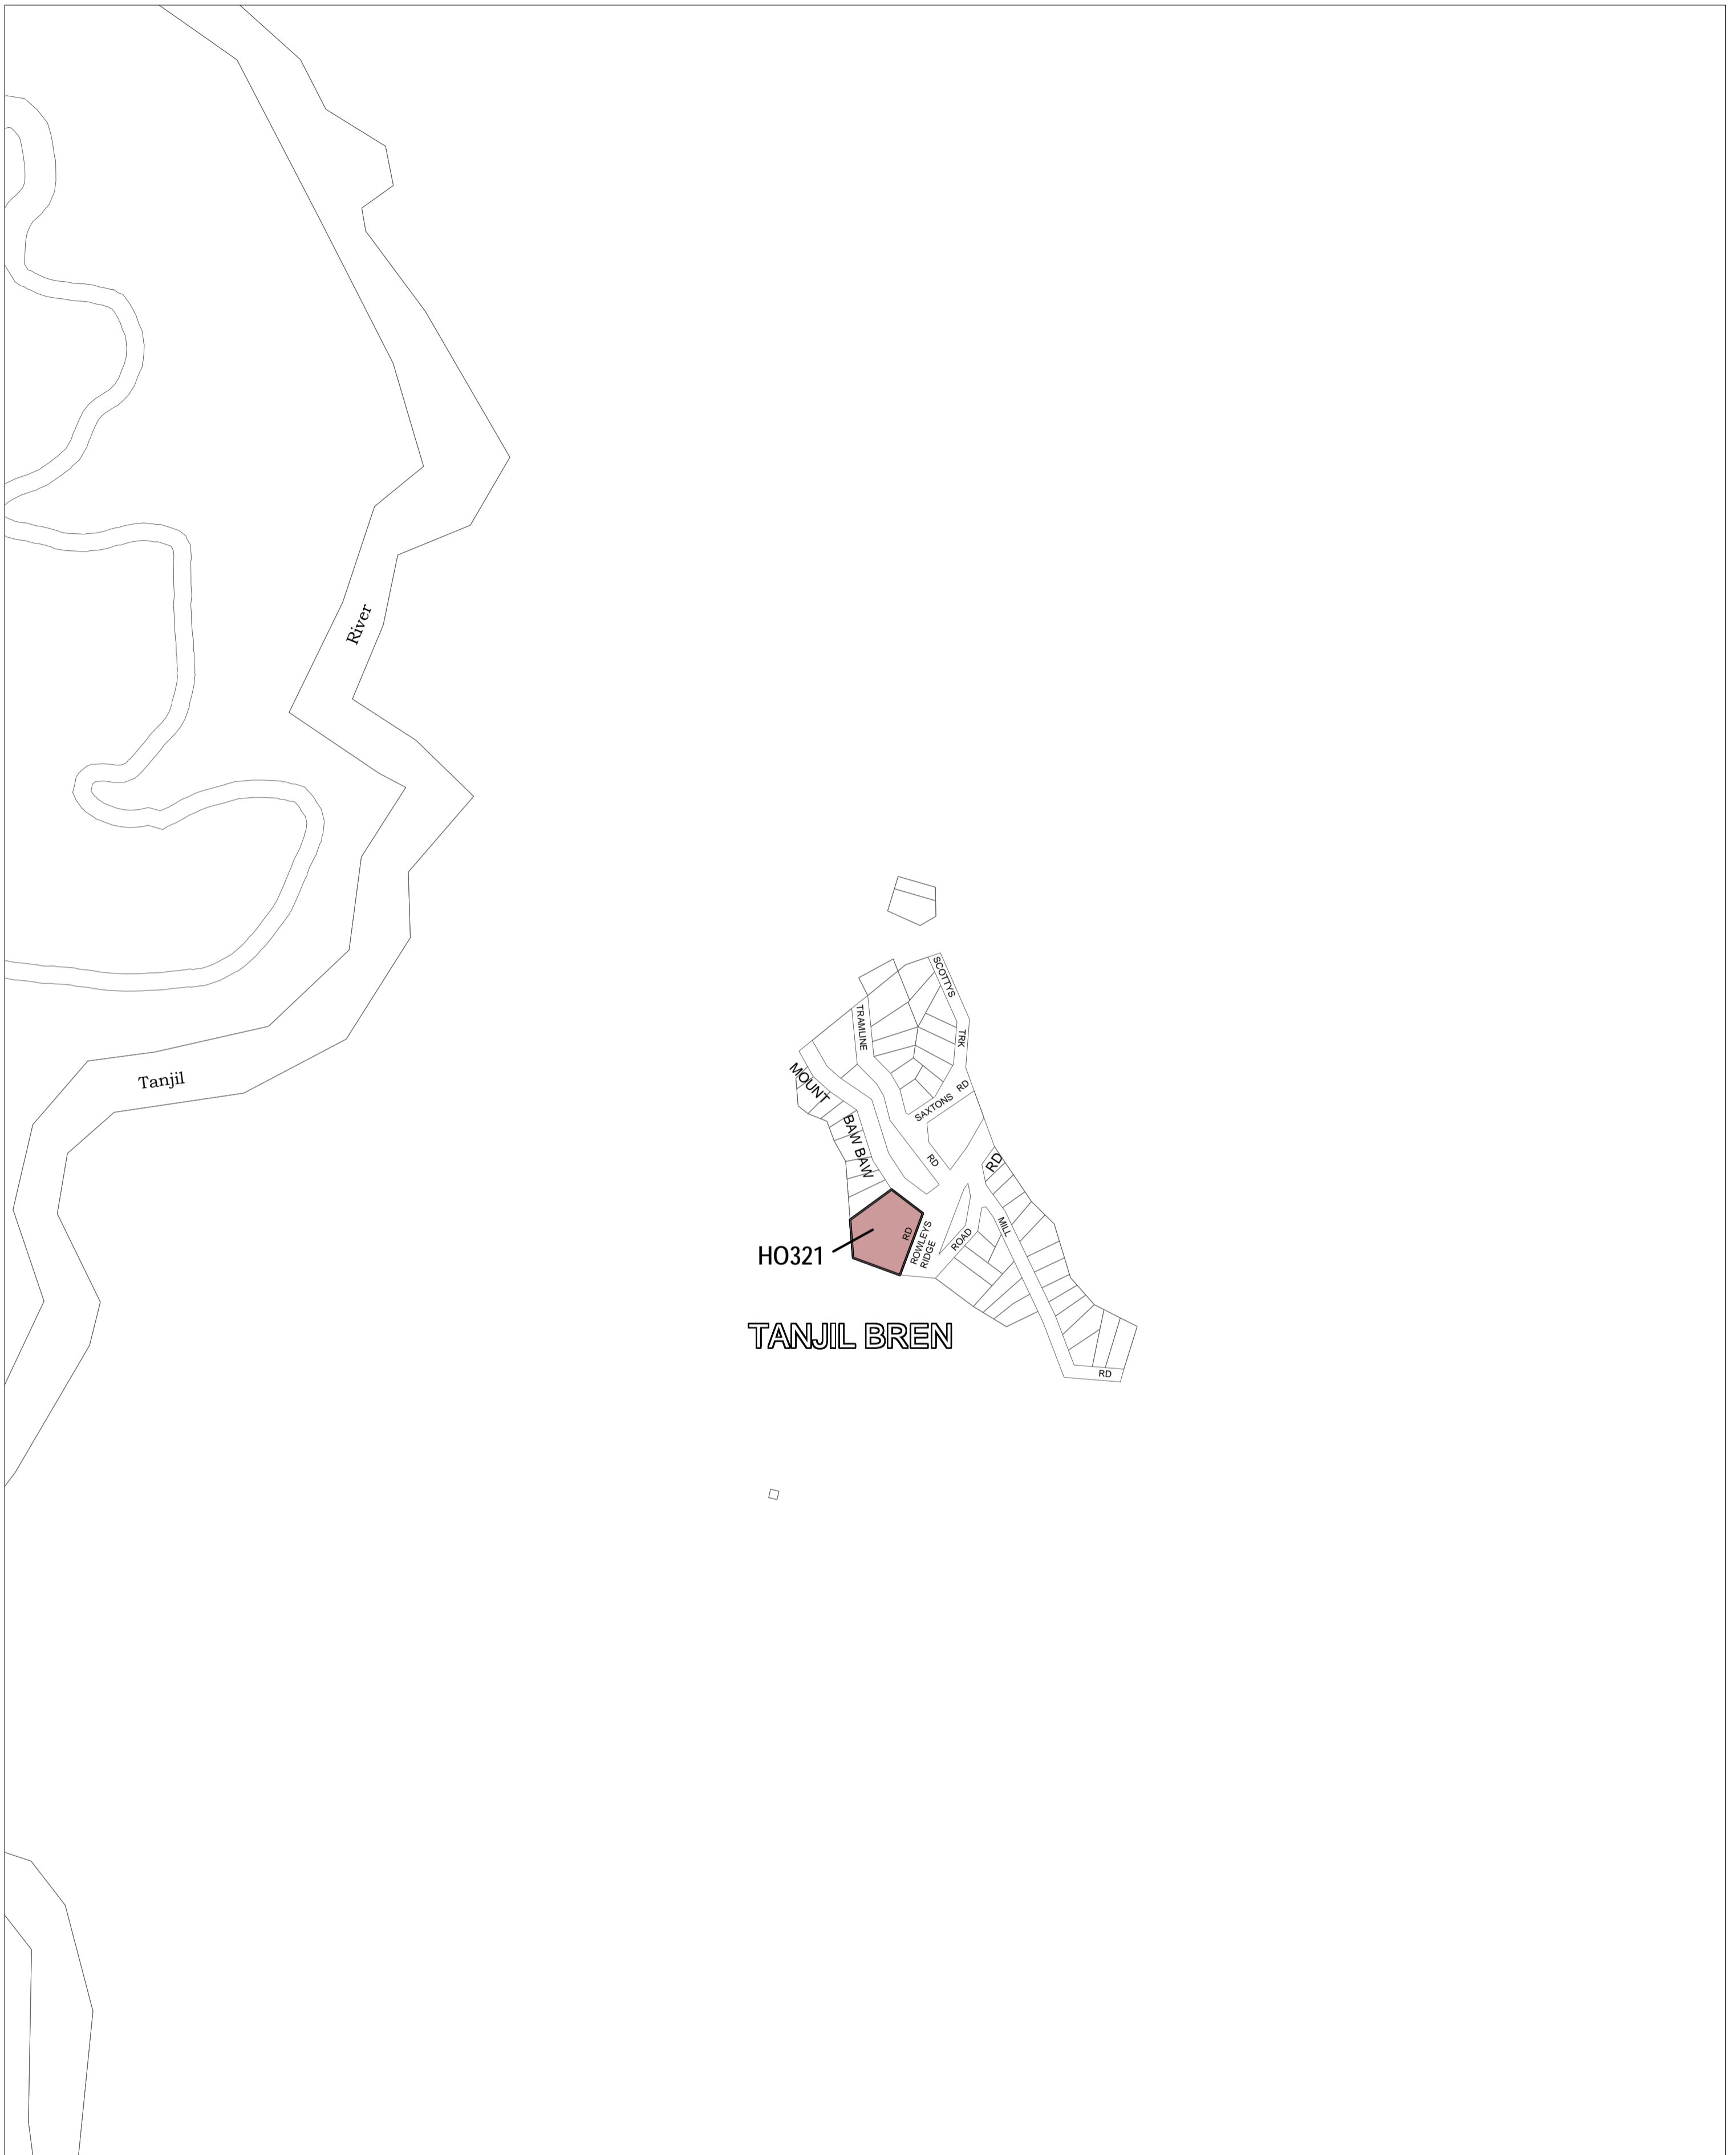 River
SCOTTYS
TRAMLINE
TRK
MOUNT
Tanjil
SAXTONS RD
BAW BAW
RD
RD
MILL
RD
ROWLEYS
RIDGE
ROAD
HO321
TANJIL BREN
RD